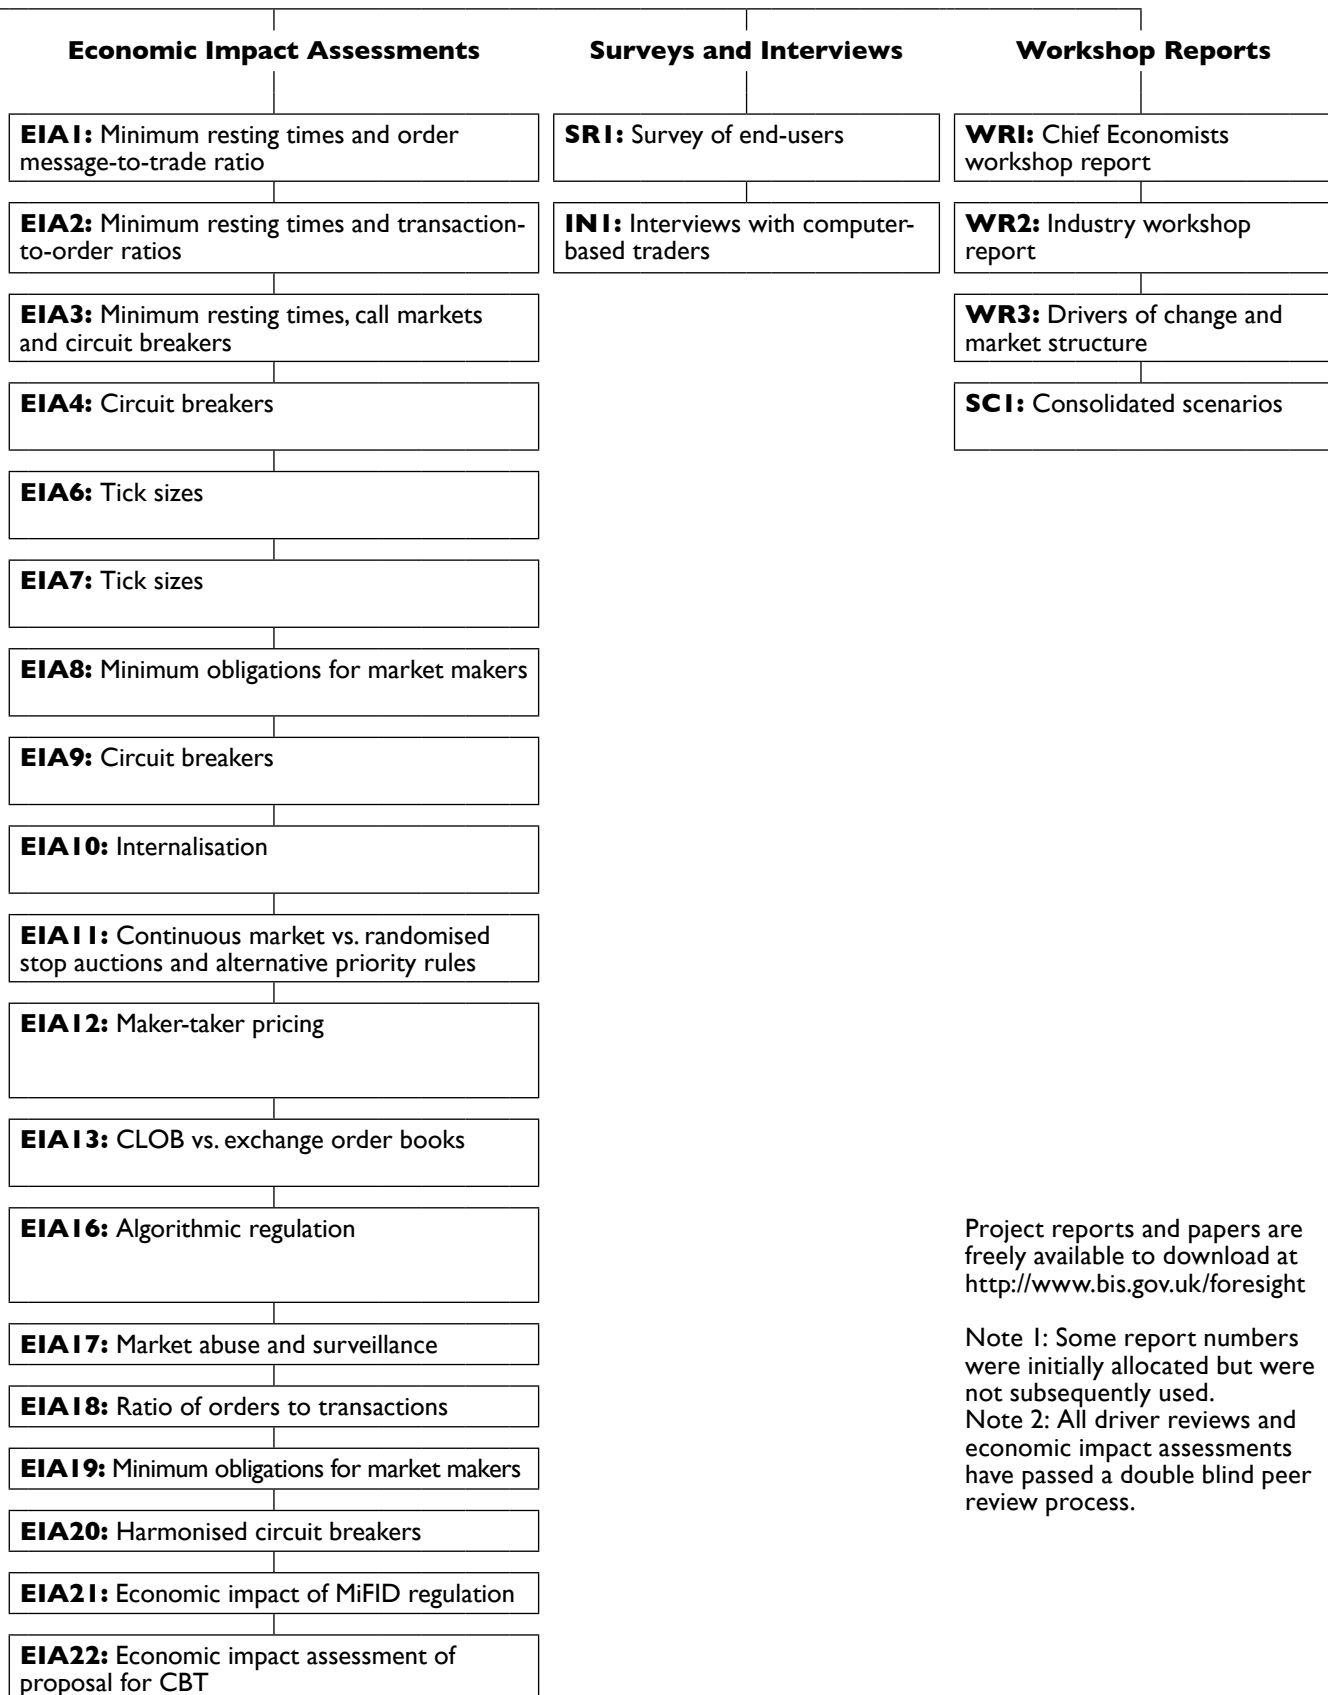 Economic Impact Assessments
EIA1: Minimum resting times and order
message-to-trade ratio
EIA2: Minimum resting times and transaction-
to-order ratios
EIA3: Minimum resting times, call markets
and circuit breakers
EIA4: Circuit breakers
EIA6: Tick sizes
EIA7: Tick sizes
EIA8: Minimum obligations for market makers
EIA9: Circuit breakers
EIA10: Internalisation
EIA11: Continuous market vs. randomised
stop auctions and alternative priority rules
EIA12: Maker-taker pricing
EIA13: CLOB vs. exchange order books
EIA16: Algorithmic regulation
EIA17: Market abuse and surveillance
EIA18: Ratio of orders to transactions
EIA19: Minimum obligations for market makers
EIA20: Harmonised circuit breakers
EIA21: Economic impact of MiFID regulation
EIA22: Economic impact assessment of
proposal for CBT
Surveys and Interviews
SR1: Survey of end-users
IN1: Interviews with computer-
based traders
Workshop Reports
WR1: Chief Economists
workshop report
WR2: Industry workshop
report
WR3: Drivers of change and
market structure
SC1: Consolidated scenarios
Project reports and papers are
freely available to download at
http://www.bis.gov.uk/foresight
Note 1: Some report numbers
were initially allocated but were
not subsequently used.
Note 2: All driver reviews and
economic impact assessments
have passed a double blind peer
review process.